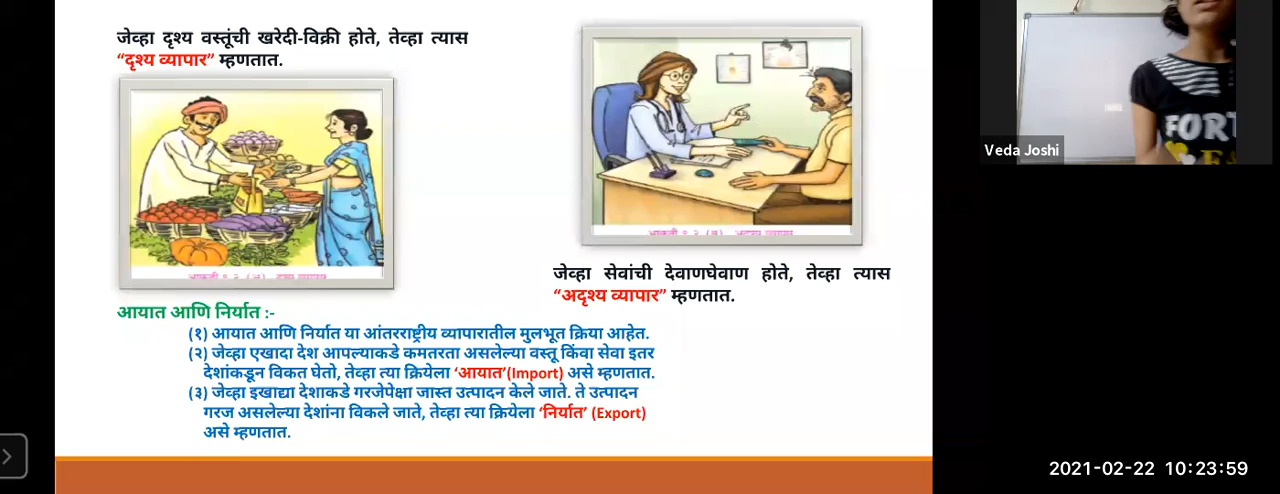 जेव्हा दृश्य वस्तूंची खरेदी-विक्री होते, तेव्हा त्यास
“दृश्य व्यापार” म्हणतात.
जेव्हा सेवांची देवाणघेवाण होते, तेव्हा त्यास
“अदृश्य व्यापार” म्हणतात.
आयात आणि निर्यात :-
(१) आयात आणि निर्यात या आंतरराष्ट्रीय व्यापारातील मुलभूत क्रिया आहेत.
(२) जेव्हा एखादा देश आपल्याकडे कमतरता असलेल्या वस्तू किंवा सेवा इतर
देशांकडून विकत घेतो, तेव्हा त्या क्रियेला ‘आयात’(Import) असे म्हणतात.
(३) जेव्हा इखाद्या देशाकडे गरजेपेक्षा जास्त उत्पादन केले जाते. ते उत्पादन
गरज असलेल्या देशांना विकले जाते, तेव्हा त्या क्रियेला ‘निर्यात’ (Export)
असे म्हणतात.
Veda Joshi
FOR
2021-02-22 10:23:59